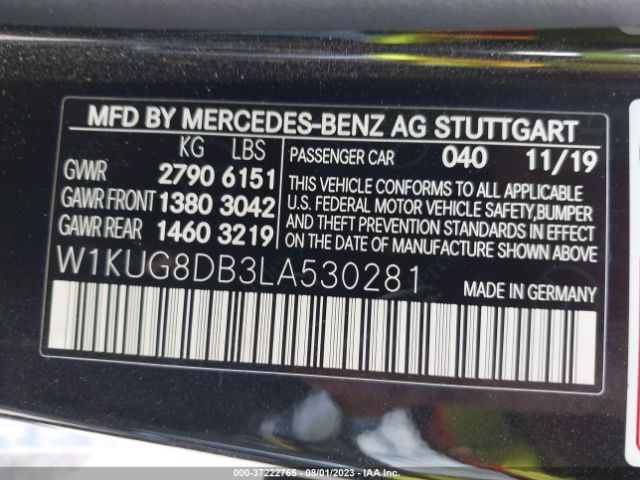 MFD BY MERCEDES-BENZ AG STUTTGART
KG LBS
GVWR 2790 6151
GAWR FRONT 1380 3042
GAWR REAR 1460 3219
PASSENGER CAR 040 11/19
THIS VEHICLE CONFORMS TO ALL APPLICABLE
U.S. FEDERAL MOTOR VEHICLE SAFETY,BUMPER
AND THEFT PREVENTION STANDARDS IN EFFECT
ON THE DATE OF MANUFACTURE SHOWN ABOVE.
W1KUG8DB3LA530281
MADE IN GERMANY
000-37222765 - 08/01/2023 - IAA Inc.